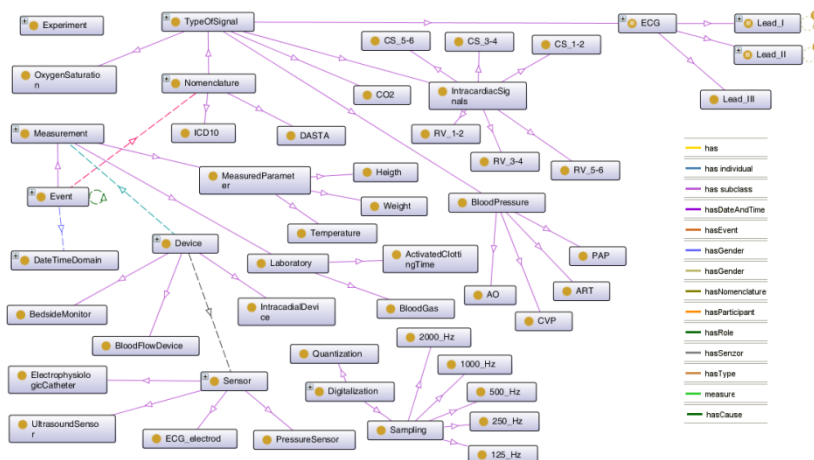 Experiment
TypeOfSignal
ECG
Lead_I
Lead_II
Lead_III
CS_5-6
CS_3-4
CS_1-2
OxygenSaturatio
n
Nomenclature
CO2
IntracardiacSig
nals
ICD10
DASTA
RV_1-2
RV_3-4
RV_5-6
Measurement
MeasuredParamet
er
Heigth
Weight
Temperature
BloodPressure
Event
Device
DateTimeDomain
Laboratory
ActivatedClotti
ngTime
BloodGas
PAP
ART
AO
CVP
BedsideMonitor
BloodFlowDevice
IntracadialDevi
ce
2000_Hz
1000_Hz
500_Hz
250_Hz
125_Hz
Quantization
Digitalization
Sampling
Electrophysiolo
gicCatheter
Sensor
UltrasoundSenso
r
ECG_electrod
PressureSensor
has
has individual
has subclass
hasDateAndTime
hasEvent
hasGender
hasGender
hasNomenclature
hasParticipant
hasRole
hasSenzor
hasType
measure
hasCause